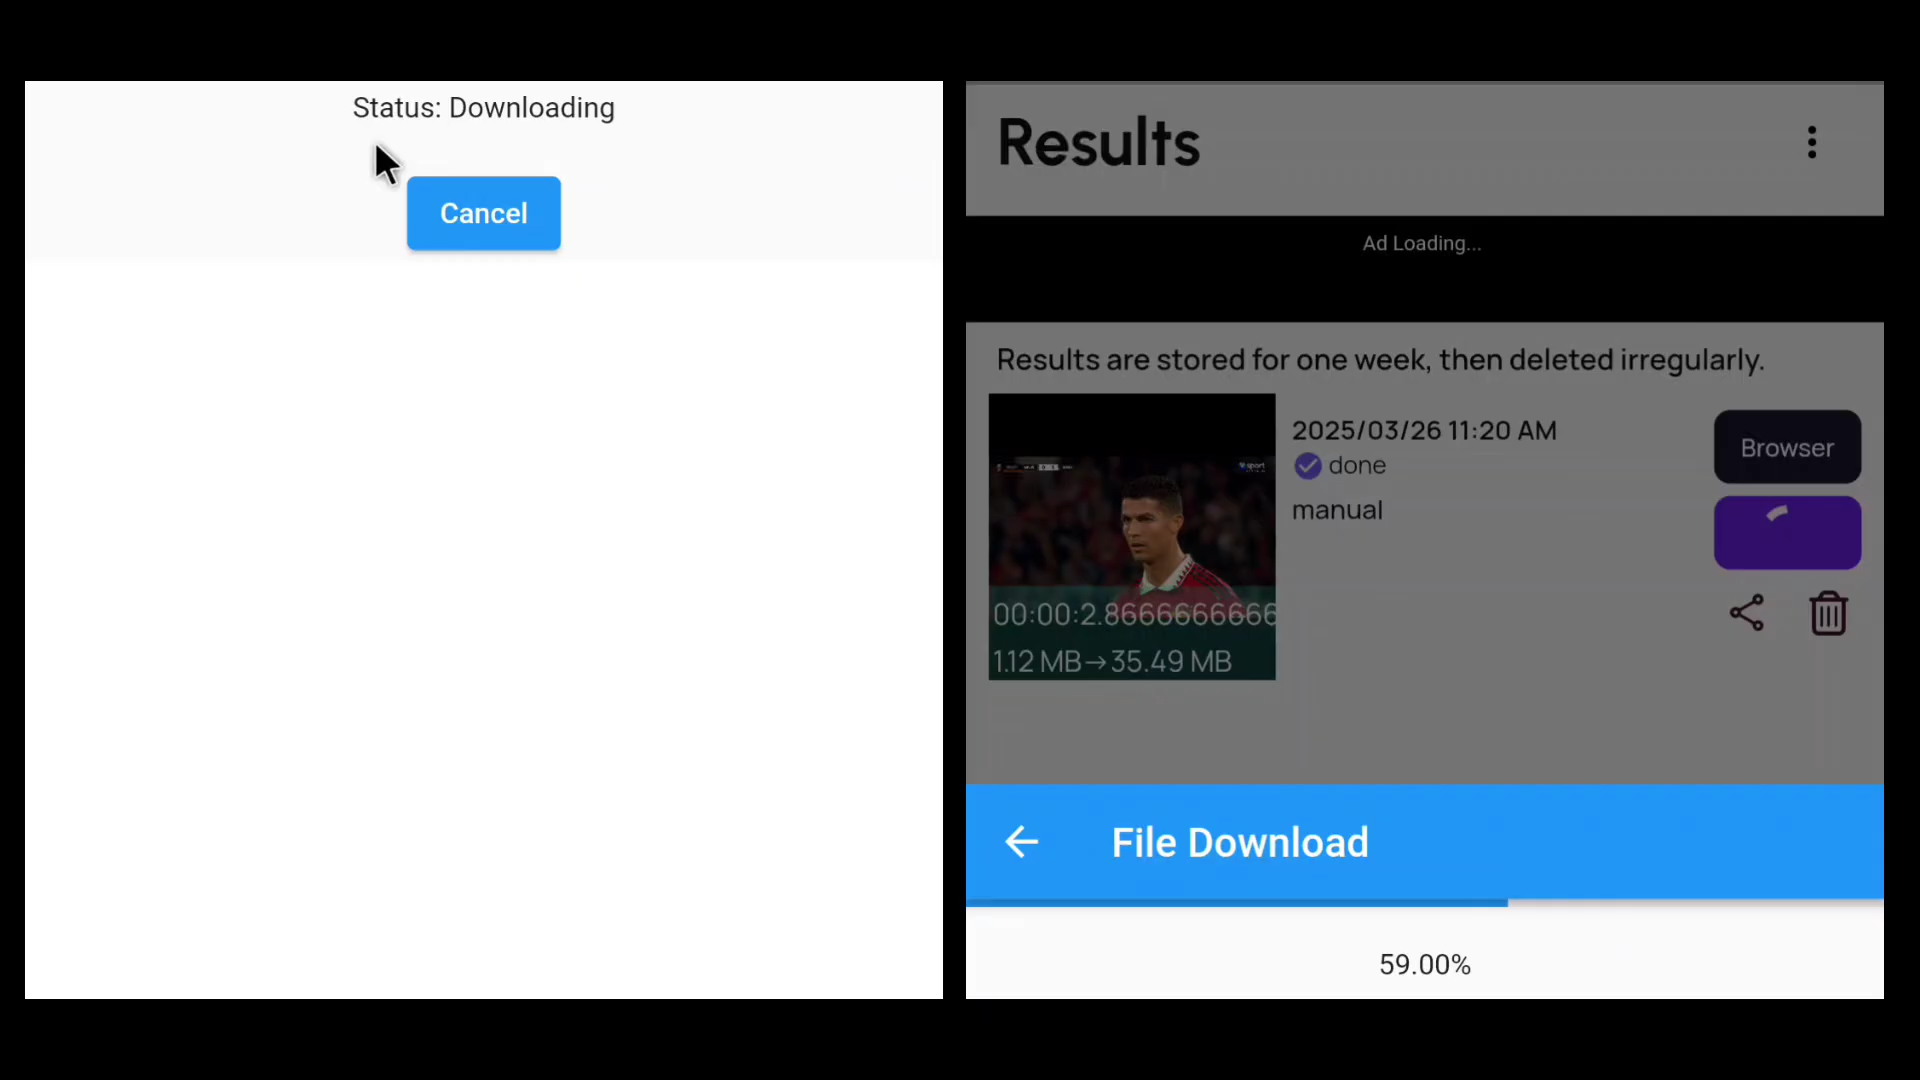 Status: Downloading
Cancel
Results
Ad Loading...
Results are stored for one week, then deleted irregularly.
2025/03/26 11:20 AM
done
manual
Browser
sport
00:00:2.8666666666
1.12 MB→35.49 MB
File Download
59.00%